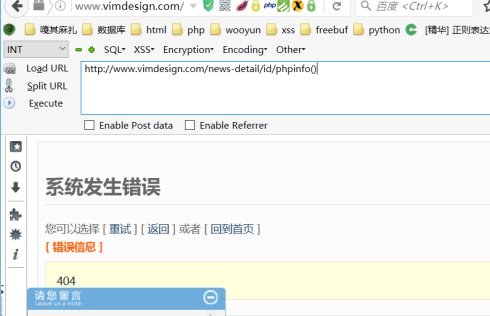 www.vimdesign.com/
php
百度 <Ctrl+K>
嘎其麻扎 数据库 html php wooyun xss freebuf python [精华] 正则表达
INT SQL- XSS- Encryption- Encoding- Other-
Load URL http://www.vimdesign.com/news-detail/id/phpinfo()
Split URL
Execute
Enable Post data Enable Referrer
系统发生错误
您可以选择 [ 重试 ] [ 返回 ] 或者 [ 回到首页 ]
[ 错误信息 ]
404
请您留言
Leave us a note